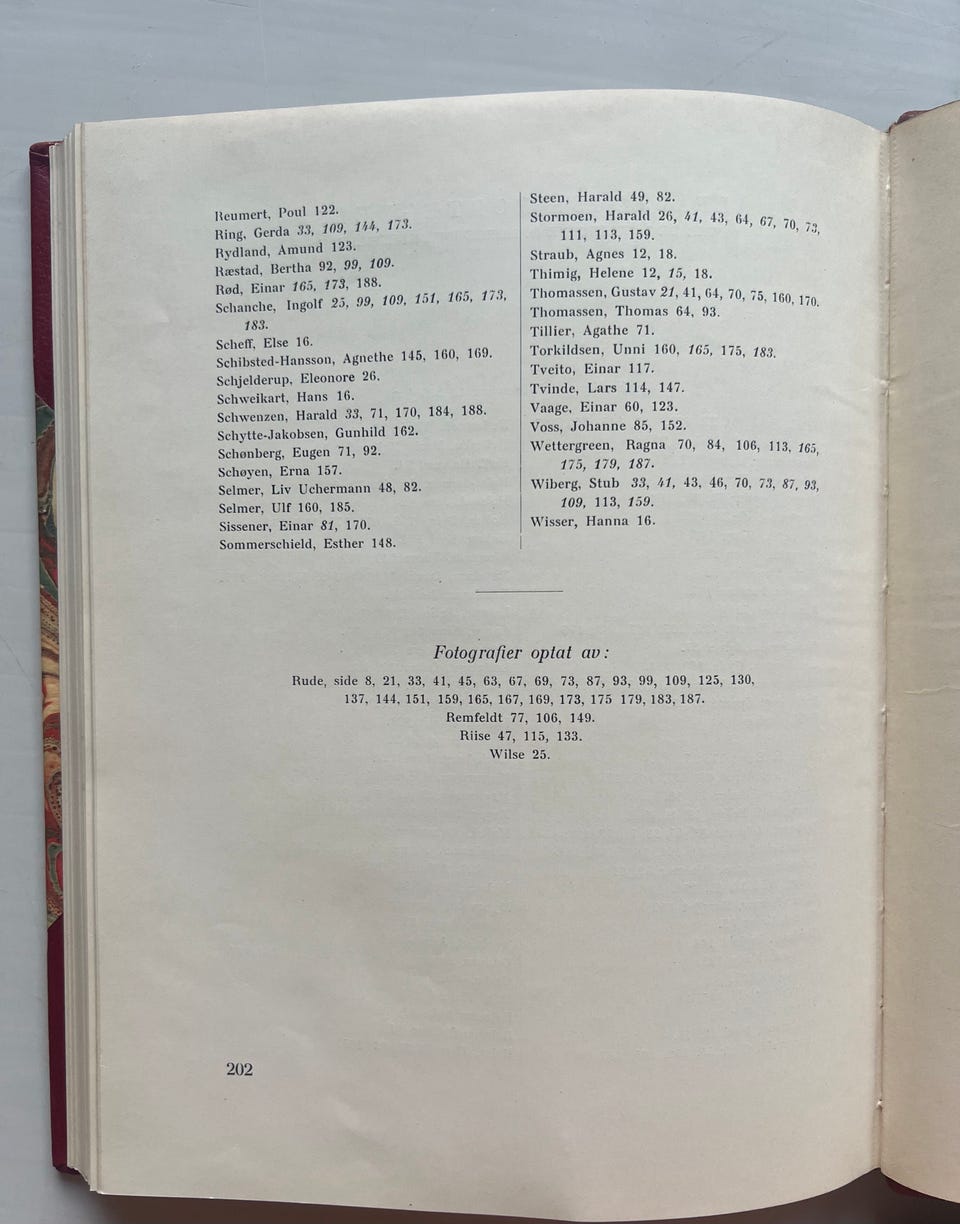 Reumert, Poul 122.
Ring, Gerda 33, 109, 144, 173.
Rydland, Amund 123.
Ræstad, Bertha 92, 99, 109.
Rød, Einar 165, 173, 188.
Schanche, Ingolf 25, 99, 109, 151, 165, 173,
183.
Scheff, Else 16.
Schibsted-Hansson, Agnethe 145, 160, 169.
Schjelderup, Eleonore 26.
Schweikart, Hans 16.
Schwenzen, Harald 33, 71, 170, 184, 188.
Schytte-Jakobsen, Gunhild 162.
Schønberg, Eugen 71, 92.
Schøyen, Erna 157.
Selmer, Liv Uchermann 48, 82.
Selmer, Ulf 160, 185.
Sissener, Einar 81, 170.
Sommerschield, Esther 148.
Steen, Harald 49, 82.
Stormoen, Harald 26, 41, 43, 64, 67, 70, 73,
111, 113, 159.
Straub, Agnes 12, 18.
Thimig, Helene 12, 15, 18.
Thomassen, Gustav 21, 41, 64, 70, 75, 160, 170.
Thomassen, Thomas 64, 93.
Tillier, Agathe 71.
Torkildsen, Unni 160, 165, 175, 183.
Tveito, Einar 117.
Tvinde, Lars 114, 147.
Vaage, Einar 60, 123.
Voss, Johanne 85, 152.
Wettergreen, Ragna 70, 84, 106, 113, 165,
175, 179, 187.
Wiberg, Stub 33, 41, 43, 46, 70, 73, 87, 93,
109, 113, 159.
Wisser, Hanna 16.
Fotografier optat av:
Rude, side 8, 21, 33, 41, 45, 63, 67, 69, 73, 87, 93, 99, 109, 125, 130,
137, 144, 151, 159, 165, 167, 169, 173, 175 179, 183, 187.
Remfeldt 77, 106, 149.
Riise 47, 115, 133.
Wilse 25.
202